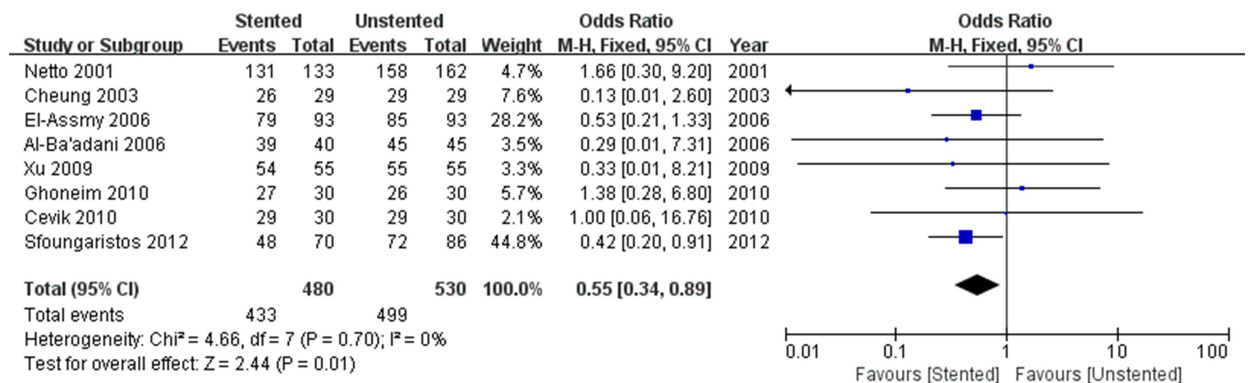 Stented Unstented Odds Ratio Odds Ratio
Study or Subgroup Events Total Events Total Weight M-H, Fixed, 95% CI Year M-H, Fixed, 95% CI
Netto 2001 131 133 158 162 4.7% 1.66 [0.30, 9.20] 2001
Cheung 2003 26 29 29 29 7.6% 0.13 [0.01, 2.60] 2003
El-Assmy 2006 79 93 85 93 28.2% 0.53 [0.21, 1.33] 2006
Al-Ba'adani 2006 39 40 45 45 3.5% 0.29 [0.01, 7.31] 2006
Xu 2009 54 55 55 55 3.3% 0.33 [0.01, 8.21] 2009
Ghoneim 2010 27 30 26 30 5.7% 1.38 [0.28, 6.80] 2010
Cevik 2010 29 30 29 30 2.1% 1.00 [0.06, 16.76] 2010
Sfoungaristos 2012 48 70 72 86 44.8% 0.42 [0.20, 0.91] 2012
Total (95% CI) 480 530 100.0% 0.55 [0.34, 0.89]
Total events 433 499
Heterogeneity: Chi² = 4.66, df = 7 (P = 0.70); I² = 0%
Test for overall effect: Z = 2.44 (P = 0.01)
0.01 0.1 1 10 100
Favours [Stented] Favours [Unstented]